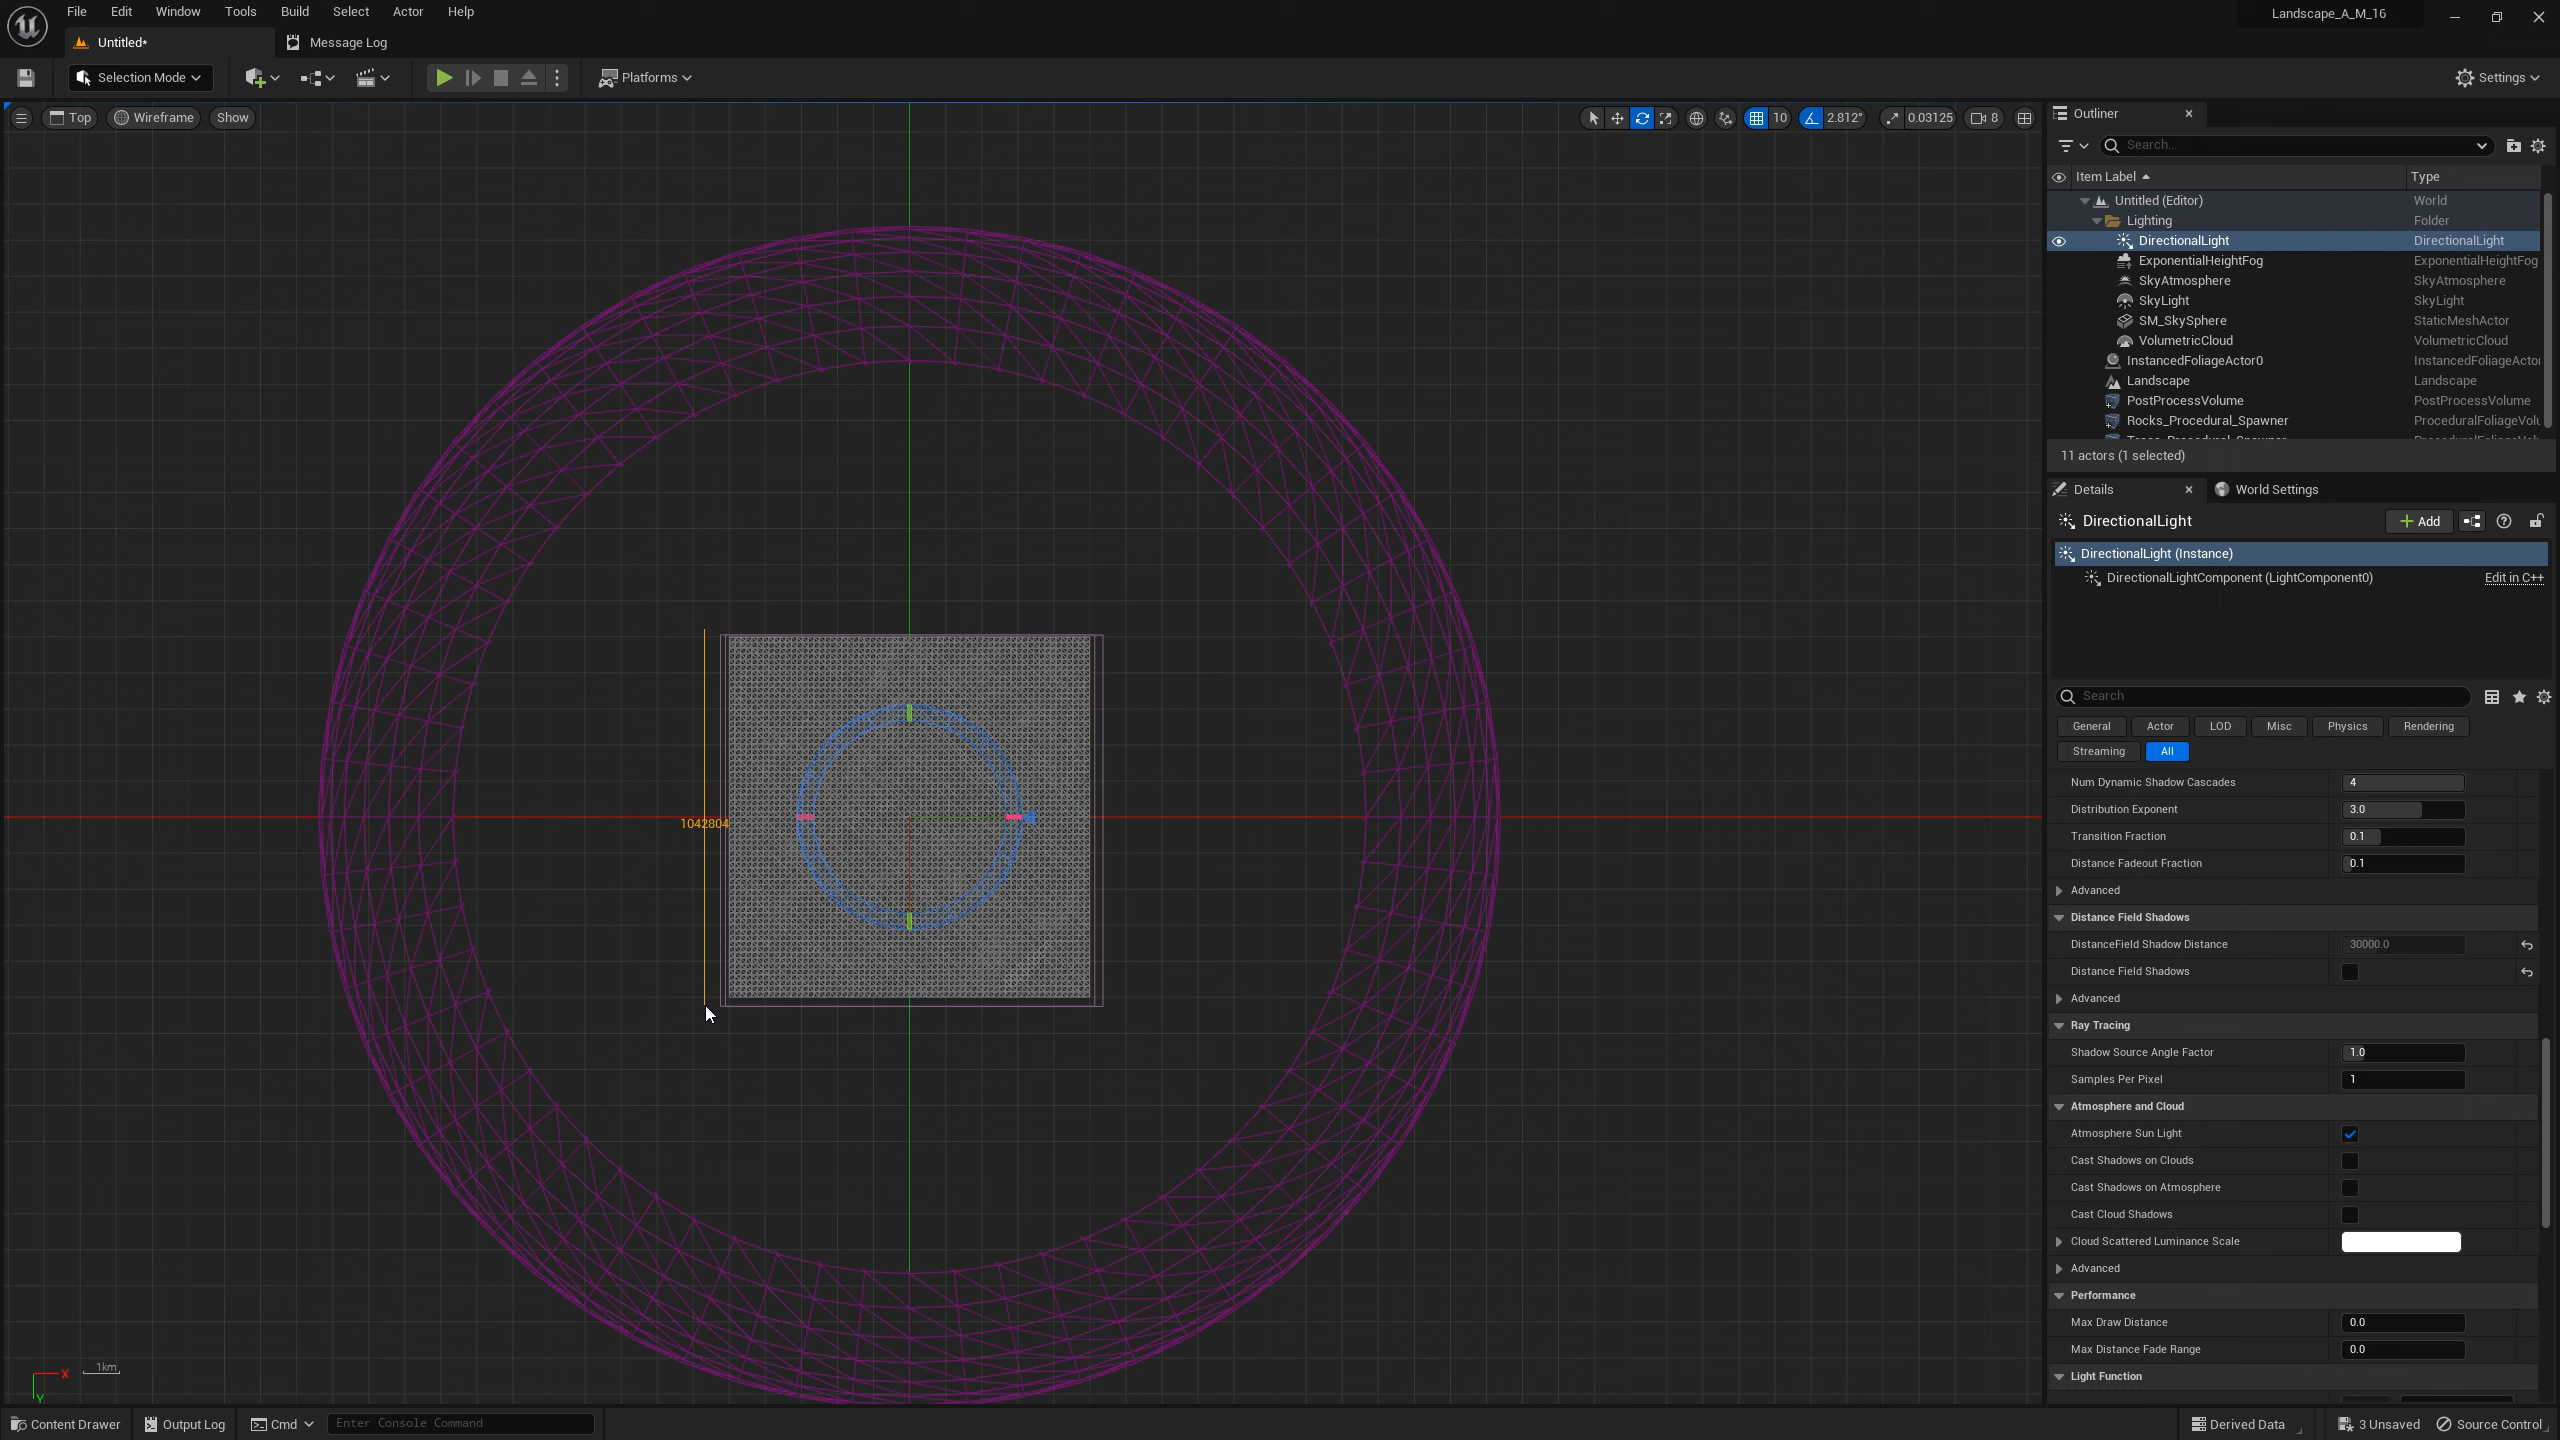 File Edit Window Tools Build Select Actor Help
Landscape_A_M_16
Untitled*
Message Log
Selection Mode
Platforms
Settings
Top Wireframe Show
10 2.812° 0.03125 8
1042804
1km
X
Y
Outliner
Search...
Item Label Type
Untitled (Editor) World
Lighting Folder
DirectionalLight DirectionalLight
ExponentialHeightFog ExponentialHeightFog
SkyAtmosphere SkyAtmosphere
SkyLight SkyLight
SM_SkySphere StaticMeshActor
VolumetricCloud VolumetricCloud
InstancedFoliageActor0 InstancedFoliageActo
Landscape Landscape
PostProcessVolume PostProcessVolume
Rocks_Procedural_Spawner ProceduralFoliageVolu
11 actors (1 selected)
Details
World Settings
DirectionalLight
Add
DirectionalLight (Instance)
DirectionalLightComponent (LightComponent0) Edit in C++
Search
General Actor LOD Misc Physics Rendering
Streaming All
Num Dynamic Shadow Cascades 4
Distribution Exponent 3.0
Transition Fraction 0.1
Distance Fadeout Fraction 0.1
Advanced
Distance Field Shadows
DistanceField Shadow Distance 30000.0
Distance Field Shadows
Advanced
Ray Tracing
Shadow Source Angle Factor 1.0
Samples Per Pixel 1
Atmosphere and Cloud
Atmosphere Sun Light
Cast Shadows on Clouds
Cast Shadows on Atmosphere
Cast Cloud Shadows
Cloud Scattered Luminance Scale
Advanced
Performance
Max Draw Distance 0.0
Max Distance Fade Range 0.0
Light Function
Content Drawer
Output Log
Cmd
Enter Console Command
Derived Data
3 Unsaved
Source Control